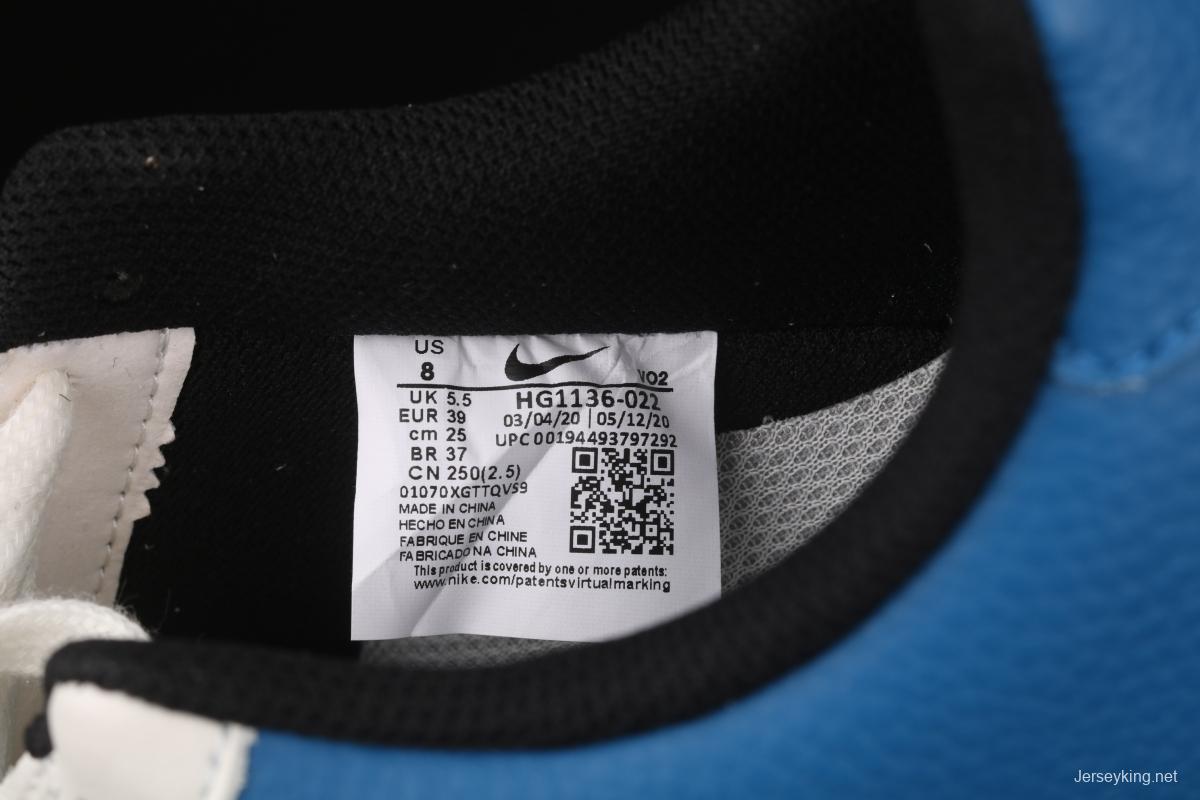 US
8
VO2
UK 5.5
EUR 39
cm 25
BR 37
CN 250(2.5)
HG1136-022
03/04/20 | 05/12/20
UPC 00194493797292
01070XGTTQVS9
MADE IN CHINA
HECHO EN CHINA
FABRIQUE EN CHINE
FABRICADO NA CHINA
This product is covered by one or more patents:
www.nike.com/patentsvirtualmarking
Jerseyking.net